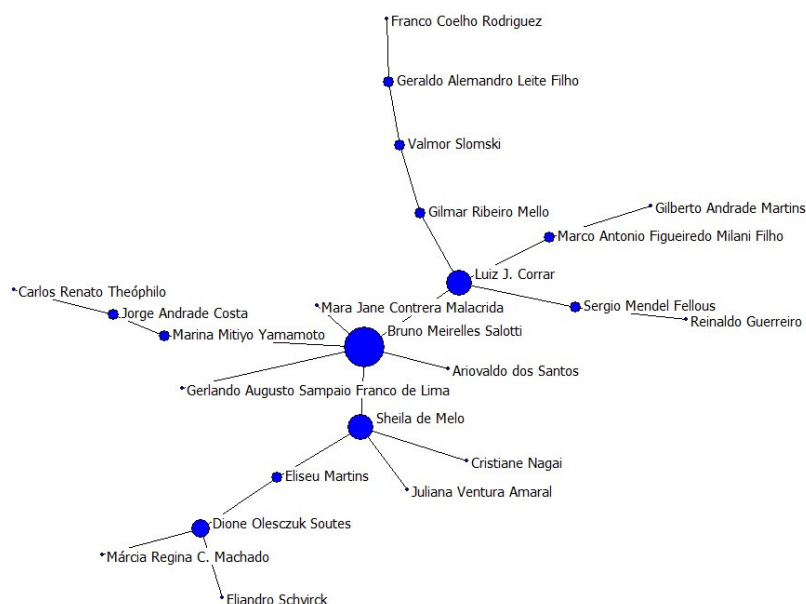 Franco Coelho Rodriguez
Geraldo Alemandro Leite Filho
Valmor Slomski
Gilberto Andrade Martins
Gilmar Ribeiro Mello
Marco Antonio Figueiredo Milani Filho
Luiz J. Corrar
Carlos Renato Theóphilo
Mara Jane Contrera Malacrida
Sergio Mendel Fellous
Jorge Andrade Costa
Reinaldo Guerreiro
Bruno Meirelles Salotti
Marina Mitiyo Yamamoto
Ariovaldo dos Santos
Gerlando Augusto Sampaio Franco de Lima
Sheila de Melo
Cristiane Nagai
Eliseu Martins
Juliana Ventura Amaral
Dione Olesczuk Soutes
Márcia Regina C. Machado
Eliandro Schvirck